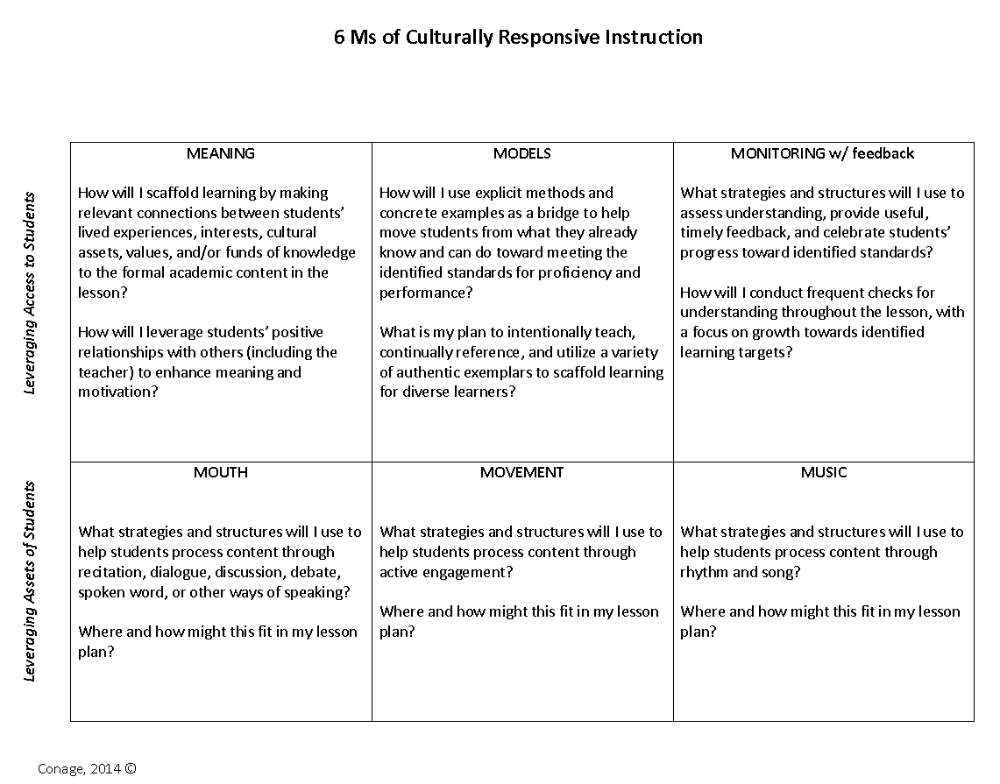 6 Ms of Culturally Responsive Instruction
Leveraging Access to Students
MEANING
How will I scaffold learning by making
relevant connections between students’
lived experiences, interests, cultural
assets, values, and/or funds of knowledge
to the formal academic content in the
lesson?
How will I leverage students’ positive
relationships with others (including the
teacher) to enhance meaning and
motivation?
MODELS
How will I use explicit methods and
concrete examples as a bridge to help
move students from what they already
know and can do toward meeting the
identified standards for proficiency and
performance?
What is my plan to intentionally teach,
continually reference, and utilize a variety
of authentic exemplars to scaffold learning
for diverse learners?
MONITORING w/ feedback
What strategies and structures will I use to
assess understanding, provide useful,
timely feedback, and celebrate students’
progress toward identified standards?
How will I conduct frequent checks for
understanding throughout the lesson, with
a focus on growth towards identified
learning targets?
Leveraging Assets of Students
MOUTH
What strategies and structures will I use to
help students process content through
recitation, dialogue, discussion, debate,
spoken word, or other ways of speaking?
Where and how might this fit in my lesson
plan?
MOVEMENT
What strategies and structures will I use to
help students process content through
active engagement?
Where and how might this fit in my lesson
plan?
MUSIC
What strategies and structures will I use to
help students process content through
rhythm and song?
Where and how might this fit in my lesson
plan?
Conage, 2014 ©